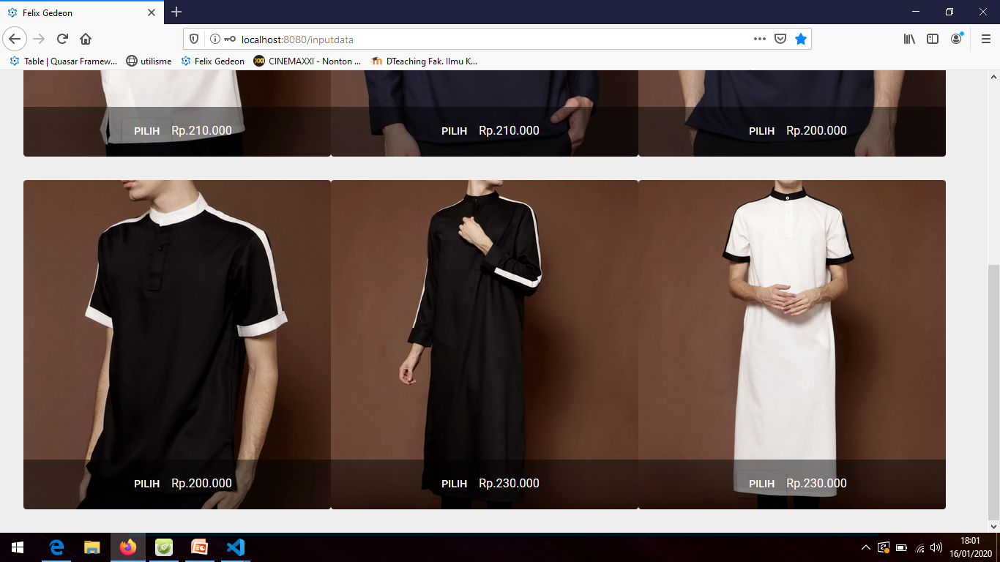 Felix Gedeon
localhost:8080/inputdata
Table | Quasar Framew... utilisme Felix Gedeon CINEMAXXI - Nonton ... DTeaching Fak. Ilmu K...
PILIH Rp.210.000 PILIH Rp.210.000 PILIH Rp.200.000
PILIH Rp.200.000 PILIH Rp.230.000 PILIH Rp.230.000
18:01
16/01/2020